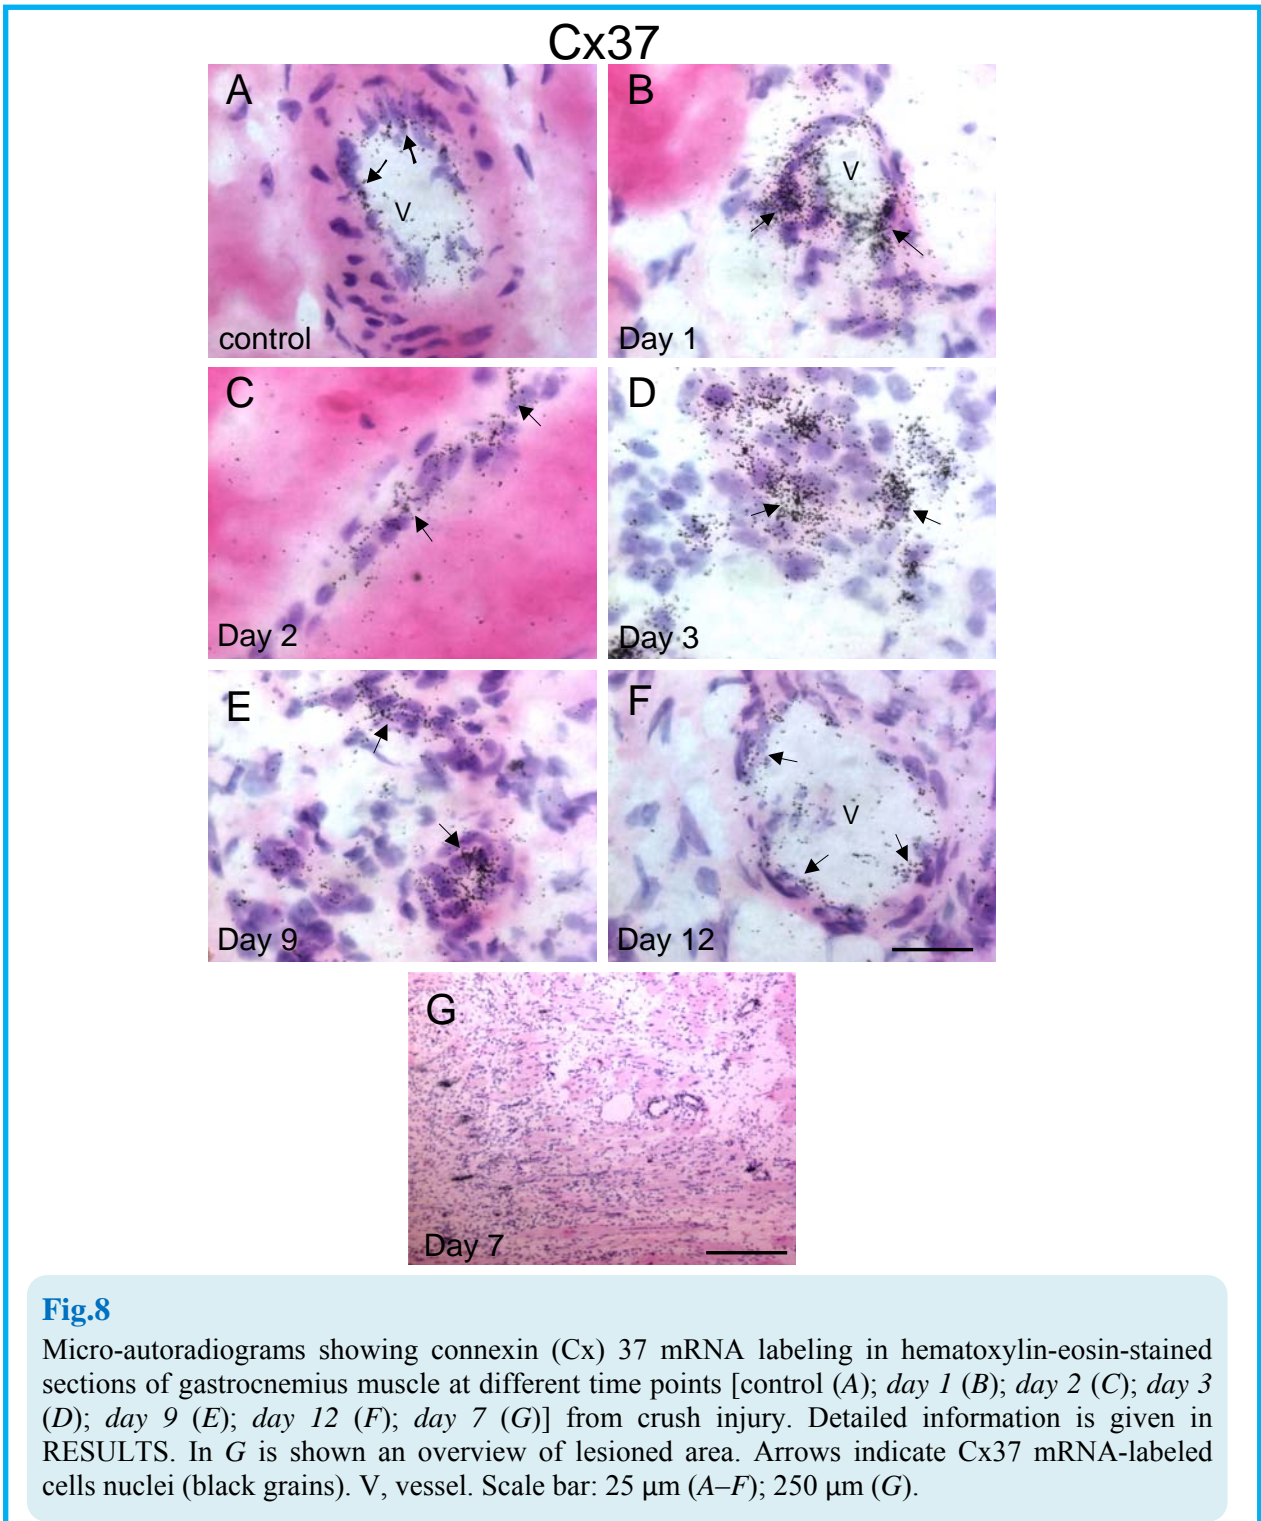 Cx37
A
V
control
B
V
Day 1
C
Day 2
D
Day 3
E
Day 9
F
V
Day 12
G
Day 7
Fig.8
Micro-autoradiograms showing connexin (Cx) 37 mRNA labeling in hematoxylin-eosin-stained
sections of gastrocnemius muscle at different time points [control (A); day 1 (B); day 2 (C); day 3
(D); day 9 (E); day 12 (F); day 7 (G)] from crush injury. Detailed information is given in
RESULTS. In G is shown an overview of lesioned area. Arrows indicate Cx37 mRNA-labeled
cells nuclei (black grains). V, vessel. Scale bar: 25 µm (A–F); 250 µm (G).